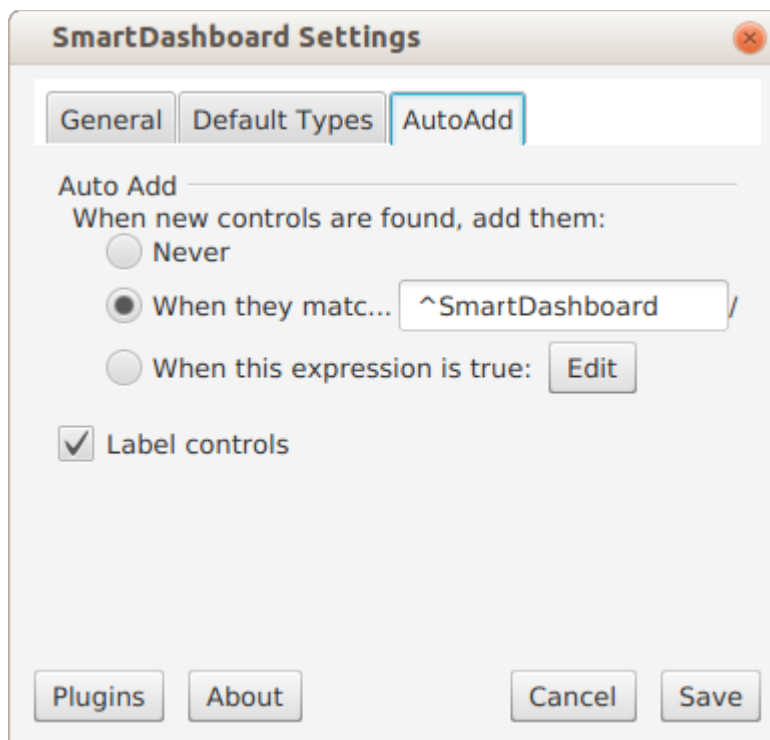 SmartDashboard Settings
General Default Types AutoAdd
Auto Add
When new controls are found, add them:
Never
When they matc... ^SmartDashboard /
When this expression is true: Edit
Label controls
Plugins About Cancel Save